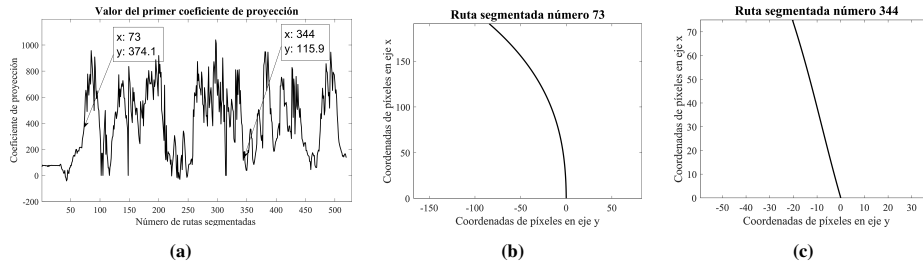 Valor del primer coeficiente de proyección
Coeficiente de proyección
1000
800
600
400
200
0
-200
x: 73
y: 374.1
x: 344
y: 115.9
50 100 150 200 250 300 350 400 450 500
Número de rutas segmentadas
(a)
Ruta segmentada número 73
Coordenadas de píxeles en eje x
150
100
50
0
-150 -100 -50 0 50
Coordenadas de píxeles en eje y
(b)
Ruta segmentada número 344
Coordenadas de píxeles en eje x
70
60
50
40
30
20
10
0
-50 -40 -30 -20 -10 0 10 20 30
Coordenadas de píxeles en eje y
(c)